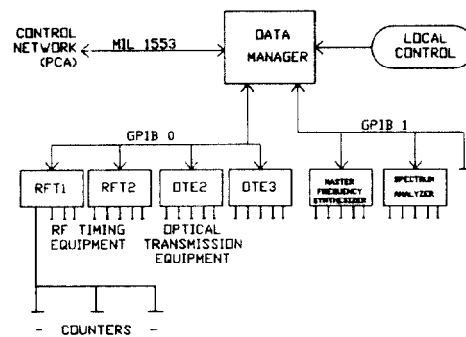 CONTROL
NETWORK
(PCA)
MIL 1553
DATA
MANAGER
LOCAL
CONTROL
GPIB 0
GPIB 1
RFT1
RFT2
OTE2
OTE3
MASTER
FREQUENCY
SYNTHESIZER
SPECTRUM
ANALYZER
RF TIMING
EQUIPMENT
OPTICAL
TRANSMISSION
EQUIPMENT
- COUNTERS -